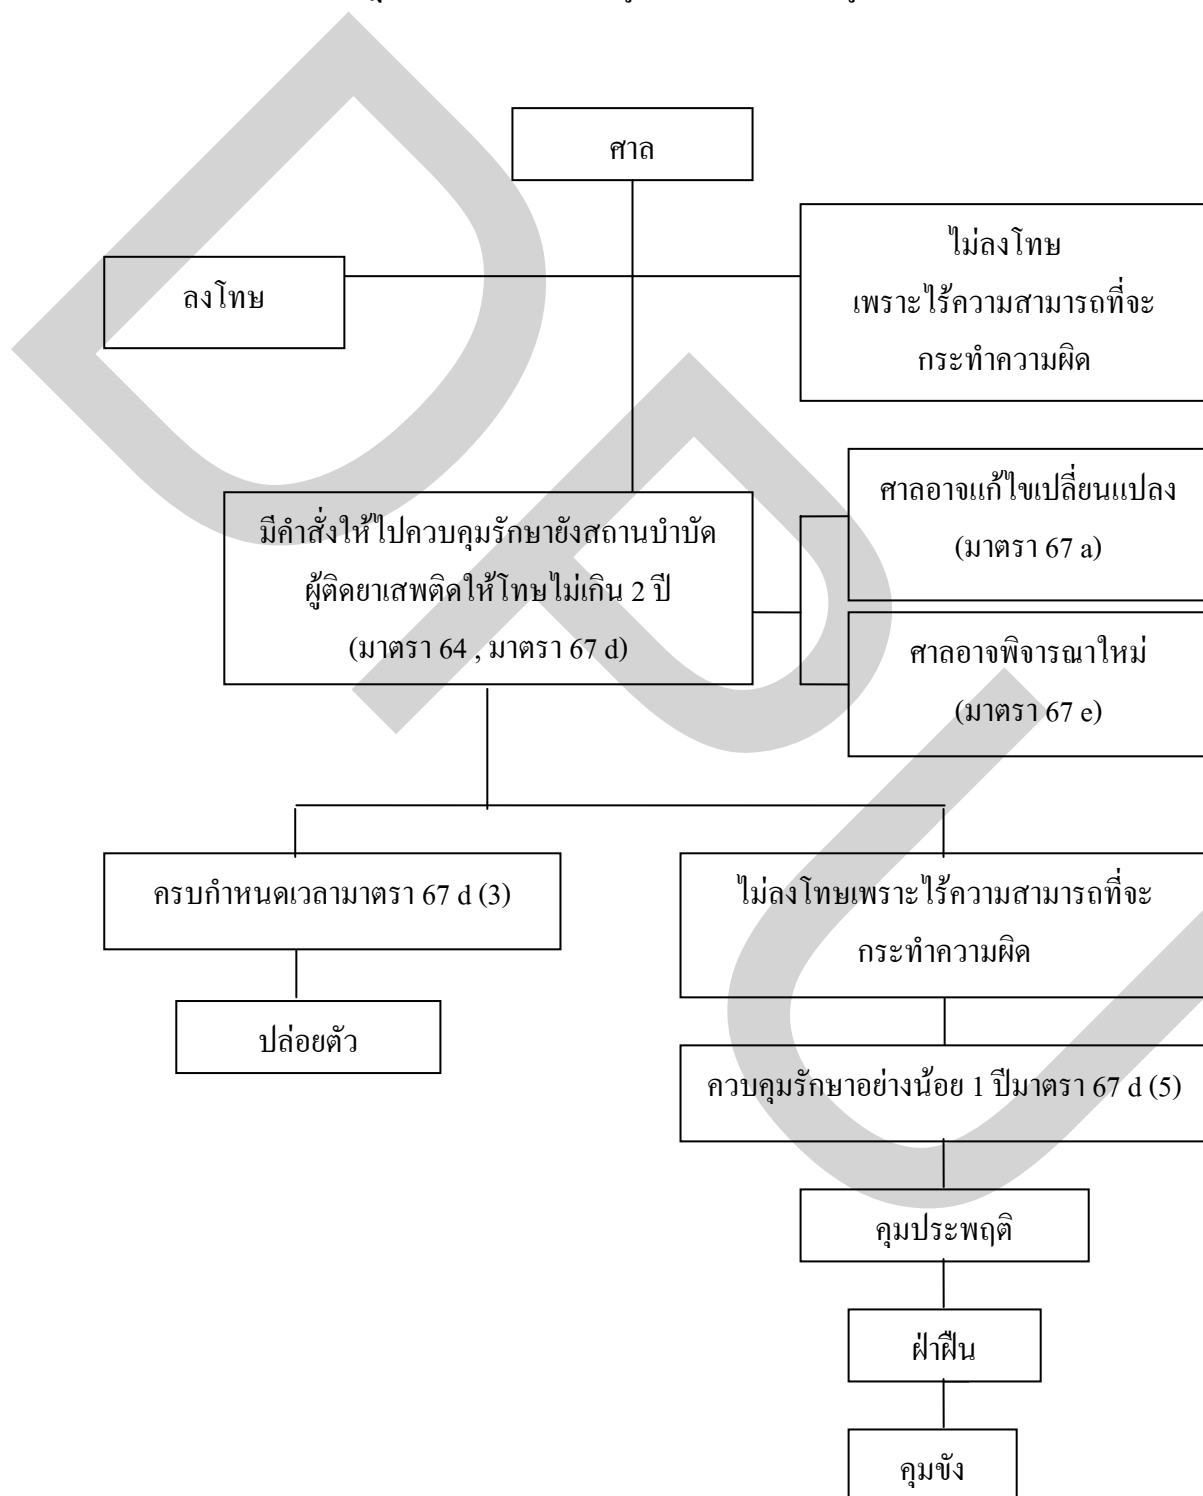 ศาล
ลงโทษ
ไม่ลงโทษ
เพราะไร้ความสามารถที่จะ
กระทำความผิด
มีคำสั่งให้ไปควบคุมรักษายังสถานบำบัด
ผู้ติดยาเสพติดให้โทษไม่เกิน 2 ปี
(มาตรา 64 , มาตรา 67 d)
ศาลอาจแก้ไขเปลี่ยนแปลง
(มาตรา 67 a)
ศาลอาจพิจารณาใหม่
(มาตรา 67 e)
ครบกำหนดเวลามาตรา 67 d (3)
ปล่อยตัว
ไม่ลงโทษเพราะไร้ความสามารถที่จะ
กระทำความผิด
ควบคุมรักษาอย่างน้อย 1 ปีมาตรา 67 d (5)
คุมประพฤติ
ฝ่าฝืน
คุมขัง
DPU